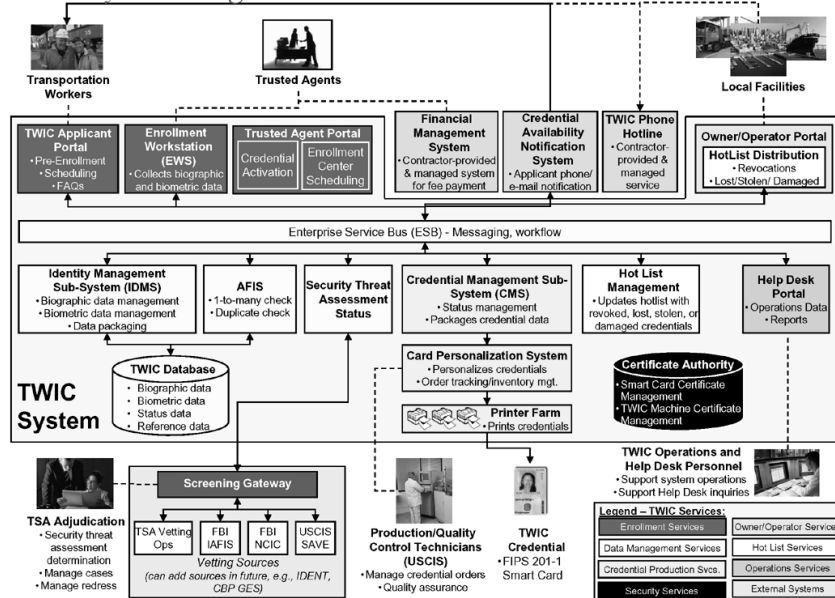 Transportation
Workers
Trusted Agents
Local Facilities
TWIC Applicant
Portal
•Pre-Enrollment
• Scheduling
• FAQs
Enrollment
Workstation
(EWS)
•Collects biographic
and biometric data
Trusted Agent Portal
Credential
Activation
Enrollment
Center
Scheduling
Financial
Management
System
•Contractor-provided
& managed system
for fee payment
Credential
Availability
Notification
System
• Applicant phone/
e-mail notification
TWIC Phone
Hotline
•Contractor-
provided &
managed
service
Owner/Operator Portal
HotList Distribution
• Revocations
• Lost/Stolen/ Damaged
Enterprise Service Bus (ESB) - Messaging, workflow
Identity Management
Sub-System (IDMS)
• Biographic data management
• Biometric data management
• Data packaging
AFIS
• 1-to-many check
• Duplicate check
Security Threat
Assessment
Status
Credential Management Sub-
System (CMS)
• Status management
• Packages credential data
Hot List
Management
• Updates hotlist with
revoked, lost, stolen, or
damaged credentials
Help Desk
Portal
• Operations Data
• Reports
TWIC Database
• Biographic data
• Biometric data
• Status data
• Reference data
Card Personalization System
• Personalizes credentials
• Order tracking/inventory mgt.
Certificate Authority
• Smart Card Certificate
Management
• TWIC Machine Certificate
Management
TWIC
System
Printer Farm
• Prints credentials
TWIC Operations and
Help Desk Personnel
• Support system operations
• Support Help Desk inquiries
Screening Gateway
TSA Vetting
Ops
FBI
IAFIS
FBI
NCIC
USCIS
SAVE
Vetting Sources
(can add sources in future, e.g., IDENT,
CBP GES)
TSA Adjudication
• Security threat
assessment
determination
• Manage cases
• Manage redress
Production/Quality
Control Technicians
(USCIS)
•Manage credential orders
• Quality assurance
TWIC
Credential
•FIPS 201-1
Smart Card
Legend – TWIC Services:
Enrollment Services
Owner/Operator Services
Data Management Services
Hot List Services
Credential Production Svcs.
Operations Services
Security Services
External Systems